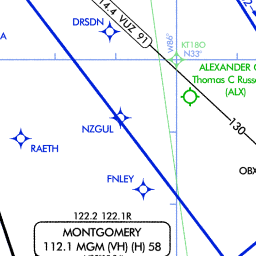 DRSDN
14.4 VUZ 91
W86°
KT18O
N33°
ALEXANDER C
Thomas C Russe
(ALX)
NZGUL
130
RAETH
FNLEY
OBX
122.2 122.1R
MONTGOMERY
112.1 MGM (VH) (H) 58